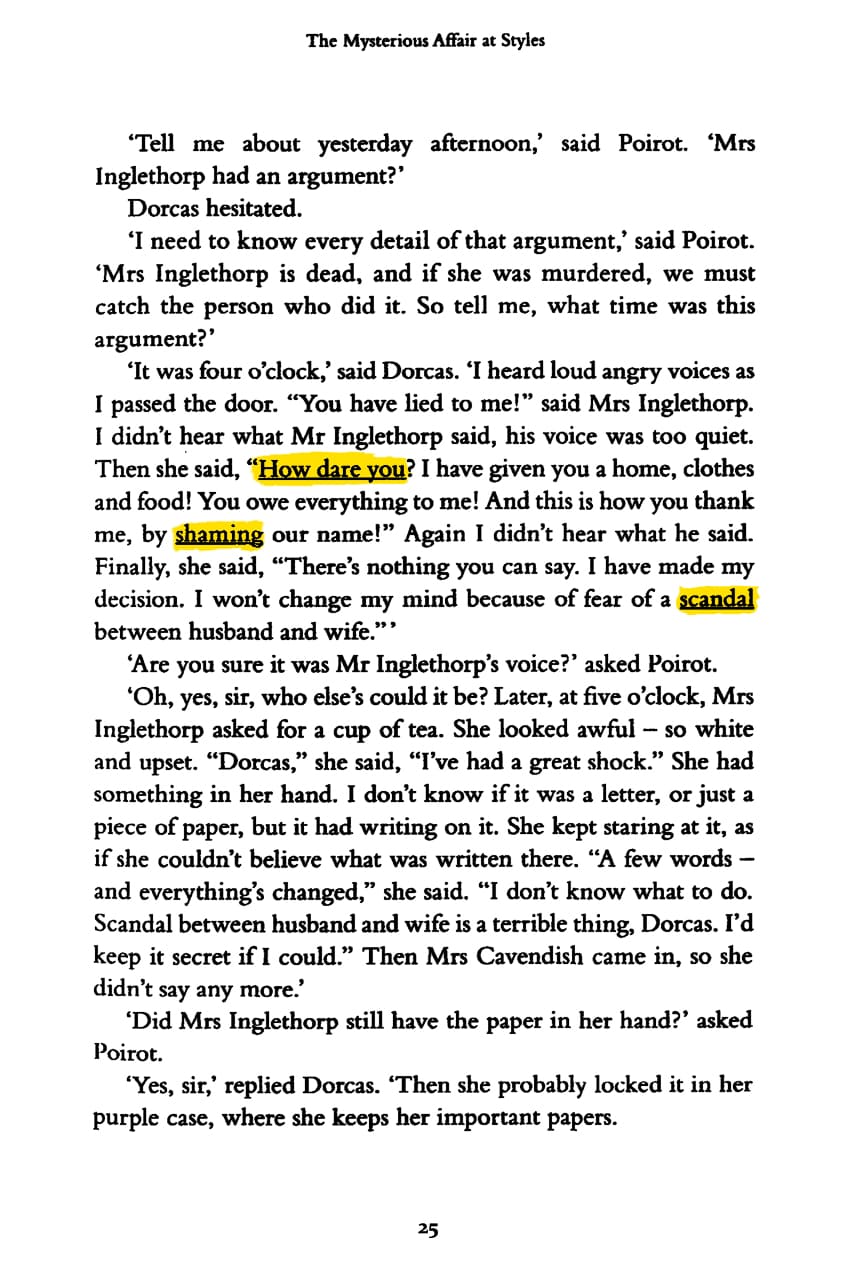 The Mysterious Affair at Styles
‘Tell me about yesterday afternoon,’ said Poirot. ‘Mrs
Inglethorp had an argument?’
Dorcas hesitated.
‘I need to know every detail of that argument,’ said Poirot.
‘Mrs Inglethorp is dead, and if she was murdered, we must
catch the person who did it. So tell me, what time was this
argument?’
‘It was four o’clock,’ said Dorcas. ‘I heard loud angry voices as
I passed the door. “You have lied to me!” said Mrs Inglethorp.
I didn’t hear what Mr Inglethorp said, his voice was too quiet.
Then she said, “How dare you? I have given you a home, clothes
and food! You owe everything to me! And this is how you thank
me, by shaming our name!” Again I didn’t hear what he said.
Finally, she said, “There’s nothing you can say. I have made my
decision. I won’t change my mind because of fear of a scandal
between husband and wife.”’
‘Are you sure it was Mr Inglethorp’s voice?’ asked Poirot.
‘Oh, yes, sir, who else’s could it be? Later, at five o’clock, Mrs
Inglethorp asked for a cup of tea. She looked awful – so white
and upset. “Dorcas,” she said, “I’ve had a great shock.” She had
something in her hand. I don’t know if it was a letter, or just a
piece of paper, but it had writing on it. She kept staring at it, as
if she couldn’t believe what was written there. “A few words –
and everything’s changed,” she said. “I don’t know what to do.
Scandal between husband and wife is a terrible thing, Dorcas. I’d
keep it secret if I could.” Then Mrs Cavendish came in, so she
didn’t say any more.’
‘Did Mrs Inglethorp still have the paper in her hand?’ asked
Poirot.
‘Yes, sir,’ replied Dorcas. ‘Then she probably locked it in her
purple case, where she keeps her important papers.
25